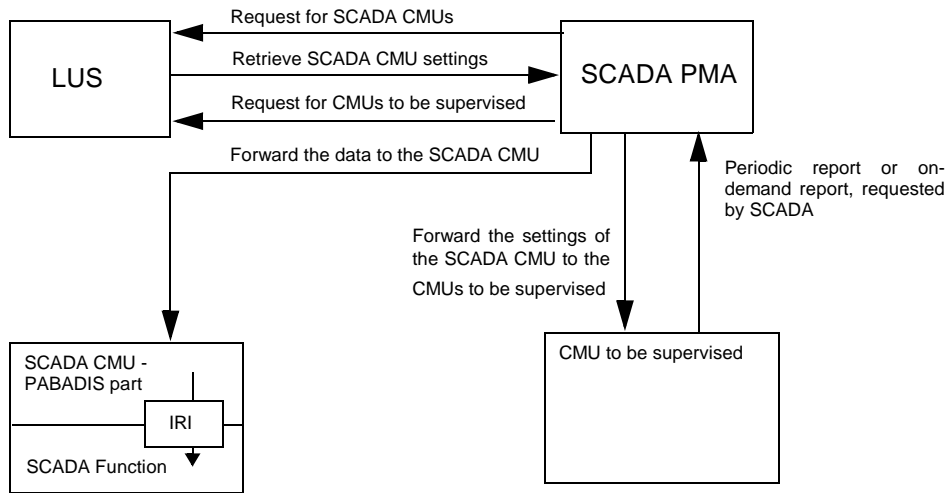 Request for SCADA CMUs
LUS
Retrieve SCADA CMU settings
SCADA PMA
Request for CMUs to be supervised
Forward the data to the SCADA CMU
Periodic report or on-
demand report, requested
by SCADA
Forward the settings of
the SCADA CMU to the
CMUs to be supervised
SCADA CMU -
PABADIS part
IRI
SCADA Function
CMU to be supervised